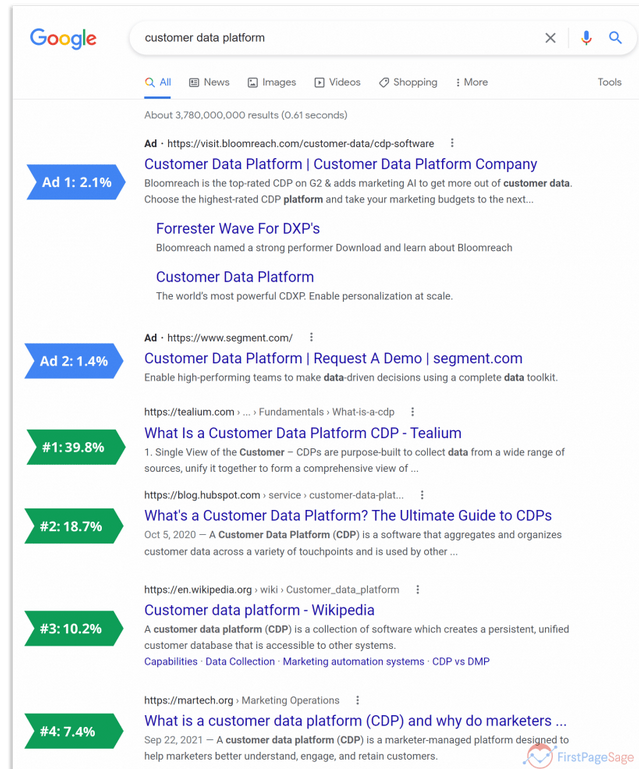 Google
customer data platform
All News Images Videos Shopping More Tools
About 3,780,000,000 results (0.61 seconds)
Ad · https://visit.bloomreach.com/customer-data/cdp-software
Ad 1: 2.1%
Customer Data Platform | Customer Data Platform Company
Bloomreach is the top-rated CDP on G2 & adds marketing AI to get more out of customer data.
Choose the highest-rated CDP platform and take your marketing budgets to the next...
Forrester Wave For DXP's
Bloomreach named a strong performer Download and learn about Bloomreach
Customer Data Platform
The world's most powerful CDXP. Enable personalization at scale.
Ad · https://www.segment.com/
Ad 2: 1.4%
Customer Data Platform | Request A Demo | segment.com
Enable high-performing teams to make data-driven decisions using a complete data toolkit.
https://tealium.com › ... › Fundamentals › What-is-a-cdp
#1: 39.8%
What Is a Customer Data Platform CDP - Tealium
1. Single View of the Customer – CDPs are purpose-built to collect data from a wide range of
sources, unify it together to form a comprehensive view of ...
https://blog.hubspot.com › service › customer-data-plat...
#2: 18.7%
What's a Customer Data Platform? The Ultimate Guide to CDPs
Oct 5, 2020 — A Customer Data Platform (CDP) is a software that aggregates and organizes
customer data across a variety of touchpoints and is used by other ...
https://en.wikipedia.org › wiki › Customer_data_platform
#3: 10.2%
Customer data platform - Wikipedia
A customer data platform (CDP) is a collection of software which creates a persistent, unified
customer database that is accessible to other systems.
Capabilities · Data Collection · Marketing automation systems · CDP vs DMP
https://martech.org › Marketing Operations
#4: 7.4%
What is a customer data platform (CDP) and why do marketers ...
Sep 22, 2021 — A customer data platform (CDP) is a marketer-managed platform designed to
help marketers better understand, engage, and retain customers.
FirstPageSage